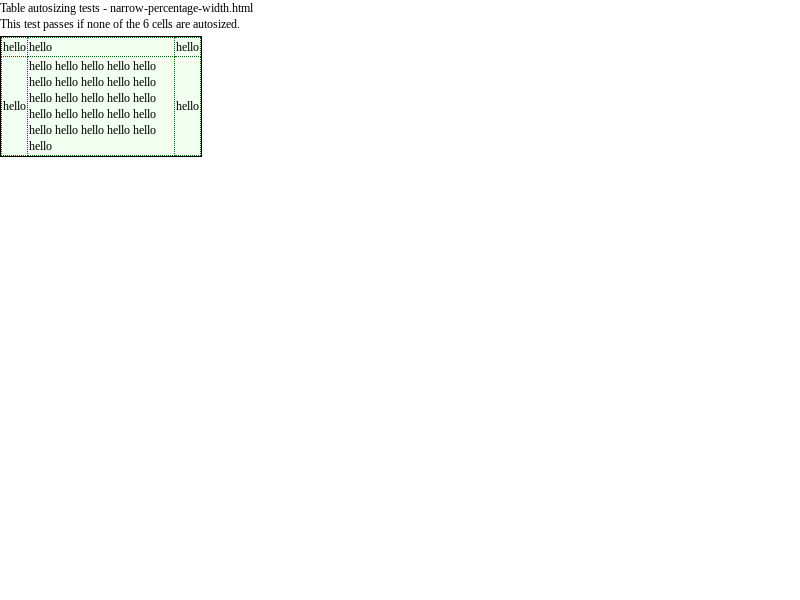 Table autosizing tests - narrow-percentage-width.html
This test passes if none of the 6 cells are autosized.
hello hello hello
hello hello hello hello hello
hello hello hello hello hello
hello hello hello hello hello
hello hello hello hello hello hello hello
hello hello hello hello hello
hello